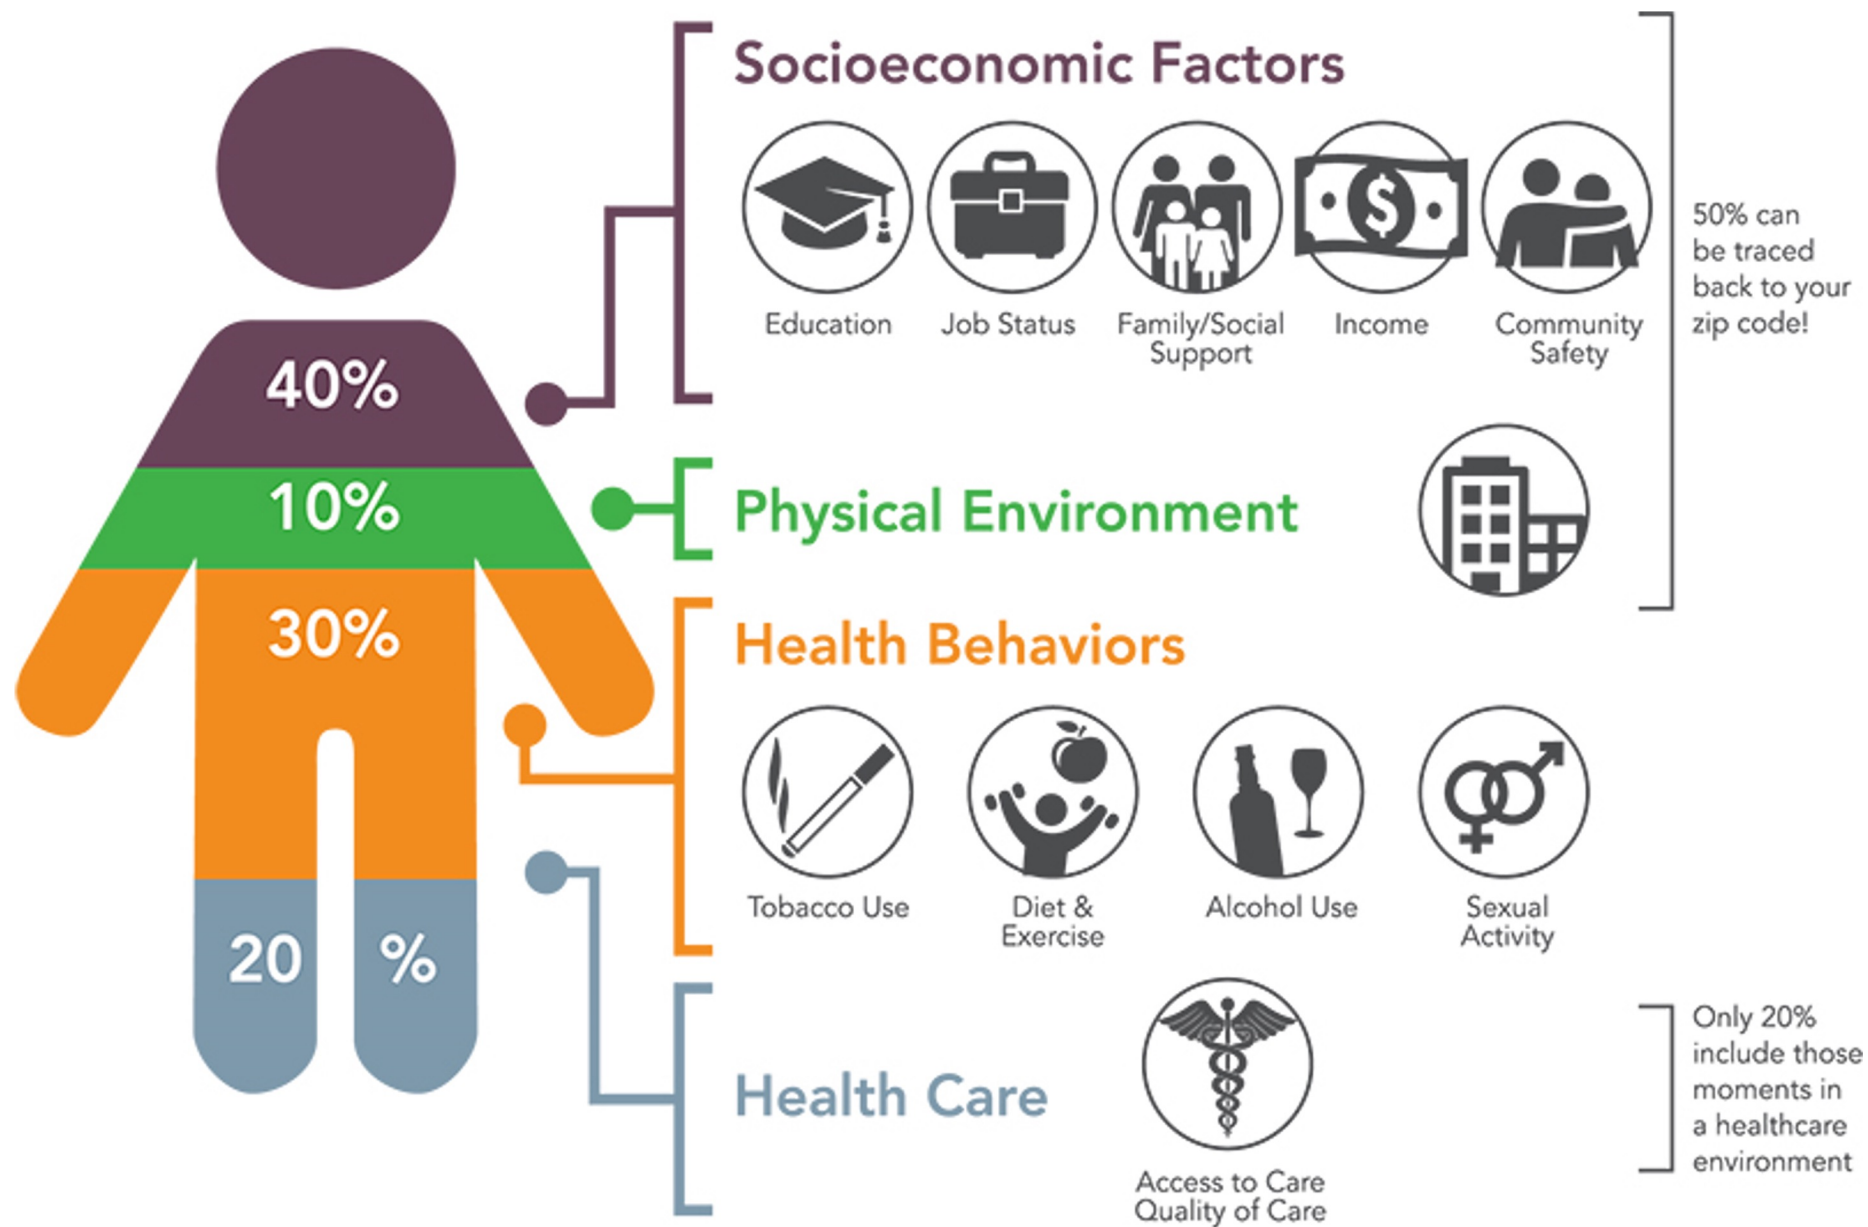 Socioeconomic Factors
Education
Job Status
Family/Social
Support
Income
Community
Safety
50% can
be traced
back to your
zip code!
40%
10%
Physical Environment
30%
Health Behaviors
Tobacco Use
Diet &
Exercise
Alcohol Use
Sexual
Activity
20 %
Health Care
Access to Care
Quality of Care
Only 20%
include those
moments in
a healthcare
environment
$